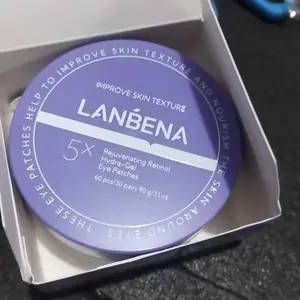 THESE EYE PATCHES HELP TO IMPROVE SKIN TEXTURE AND NOURISH THE SKIN AROUND EYES
IMPROVE SKIN TEXTURE
LANBENA
5X
Rejuvenating Retinol
Hydra-Gel
Eye Patches
60 pcs/30 pairs 90 g/3.1 oz